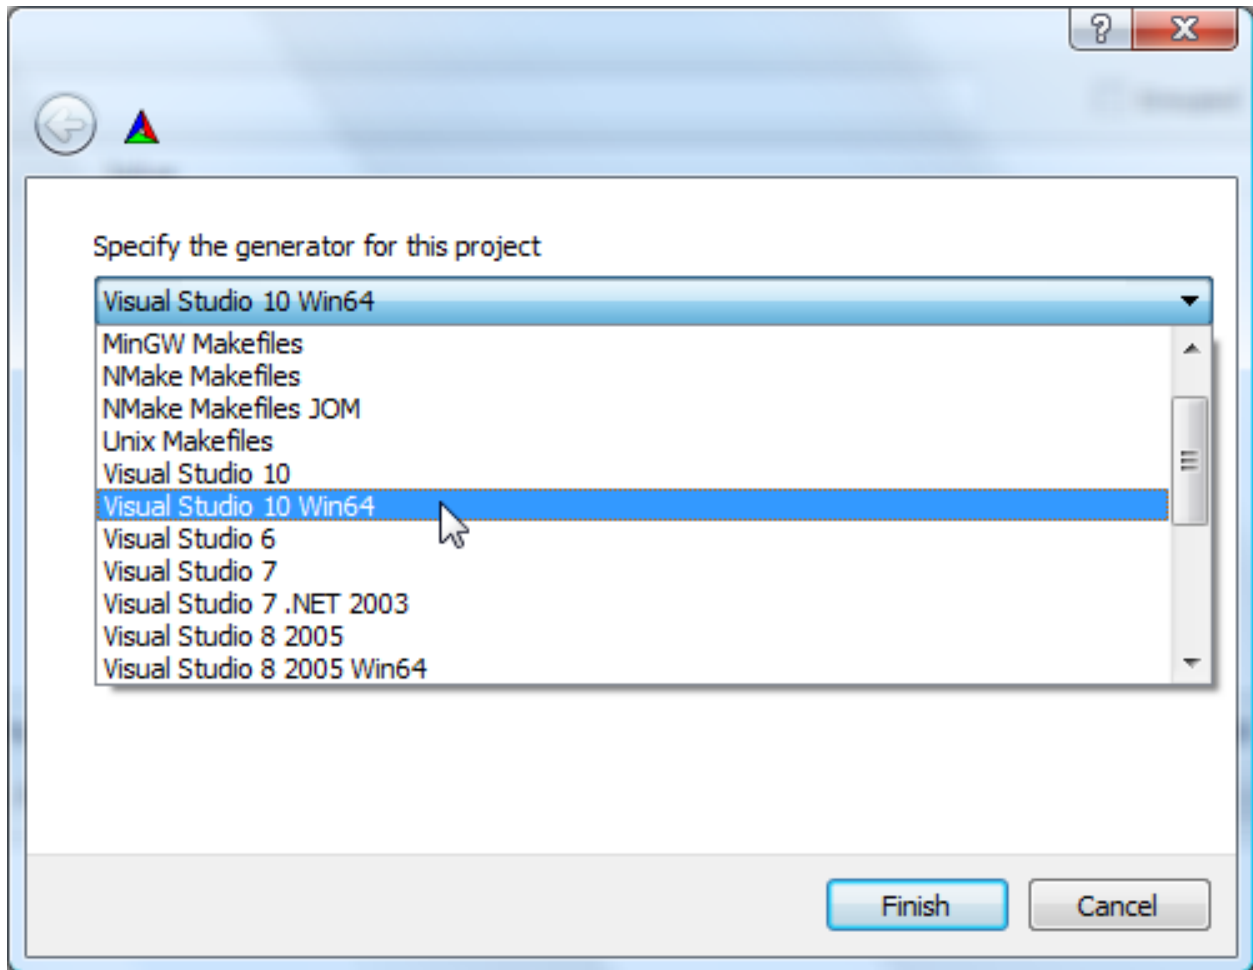 Specify the generator for this project
Visual Studio 10 Win64
MinGW Makefiles
NMake Makefiles
NMake Makefiles JOM
Unix Makefiles
Visual Studio 10
Visual Studio 10 Win64
Visual Studio 6
Visual Studio 7
Visual Studio 7 .NET 2003
Visual Studio 8 2005
Visual Studio 8 2005 Win64
Finish Cancel